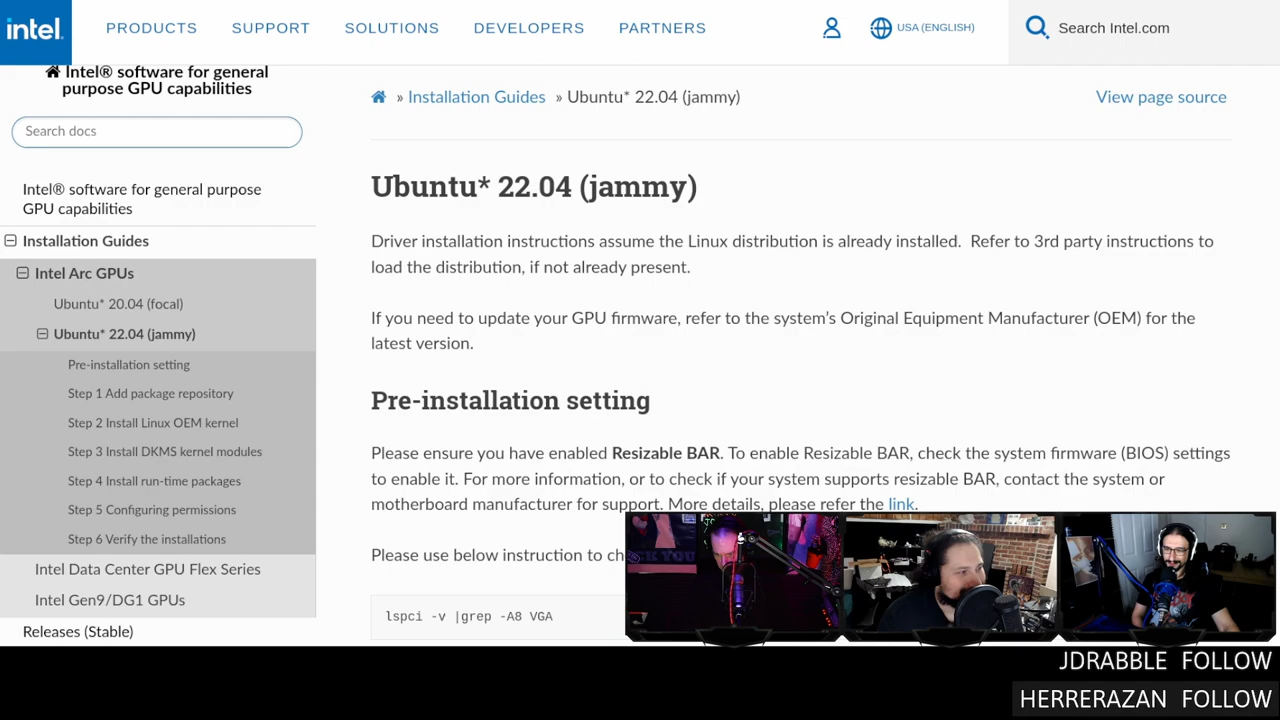 intel.
PRODUCTS
SUPPORT
SOLUTIONS
DEVELOPERS
PARTNERS
USA (ENGLISH)
Search Intel.com
Intel® software for general
purpose GPU capabilities
Search docs
Intel® software for general purpose
GPU capabilities
Installation Guides
Intel Arc GPUs
Ubuntu* 20.04 (focal)
Ubuntu* 22.04 (jammy)
Pre-installation setting
Step 1 Add package repository
Step 2 Install Linux OEM kernel
Step 3 Install DKMS kernel modules
Step 4 Install run-time packages
Step 5 Configuring permissions
Step 6 Verify the installations
Intel Data Center GPU Flex Series
Intel Gen9/DG1 GPUs
Releases (Stable)
» Installation Guides » Ubuntu* 22.04 (jammy)
View page source
Ubuntu* 22.04 (jammy)
Driver installation instructions assume the Linux distribution is already installed. Refer to 3rd party instructions to
load the distribution, if not already present.
If you need to update your GPU firmware, refer to the system's Original Equipment Manufacturer (OEM) for the
latest version.
Pre-installation setting
Please ensure you have enabled Resizable BAR. To enable Resizable BAR, check the system firmware (BIOS) settings
to enable it. For more information, or to check if your system supports resizable BAR, contact the system or
motherboard manufacturer for support. More details, please refer the link.
Please use below instruction to ch
lspci -v |grep -A8 VGA
JDRABBLE FOLLOW
HERRERAZAN FOLLOW